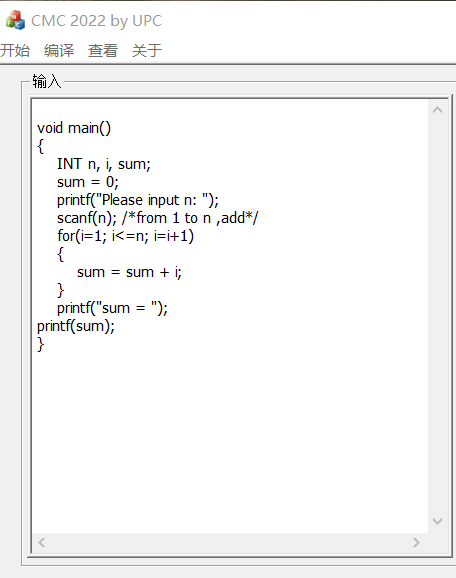 CMC 2022 by UPC
开始 编译 查看 关于
输入
void main()
{
INT n, i, sum;
sum = 0;
printf("Please input n: ");
scanf(n); /*from 1 to n ,add*/
for(i=1; i<=n; i=i+1)
{
sum = sum + i;
}
printf("sum = ");
printf(sum);
}